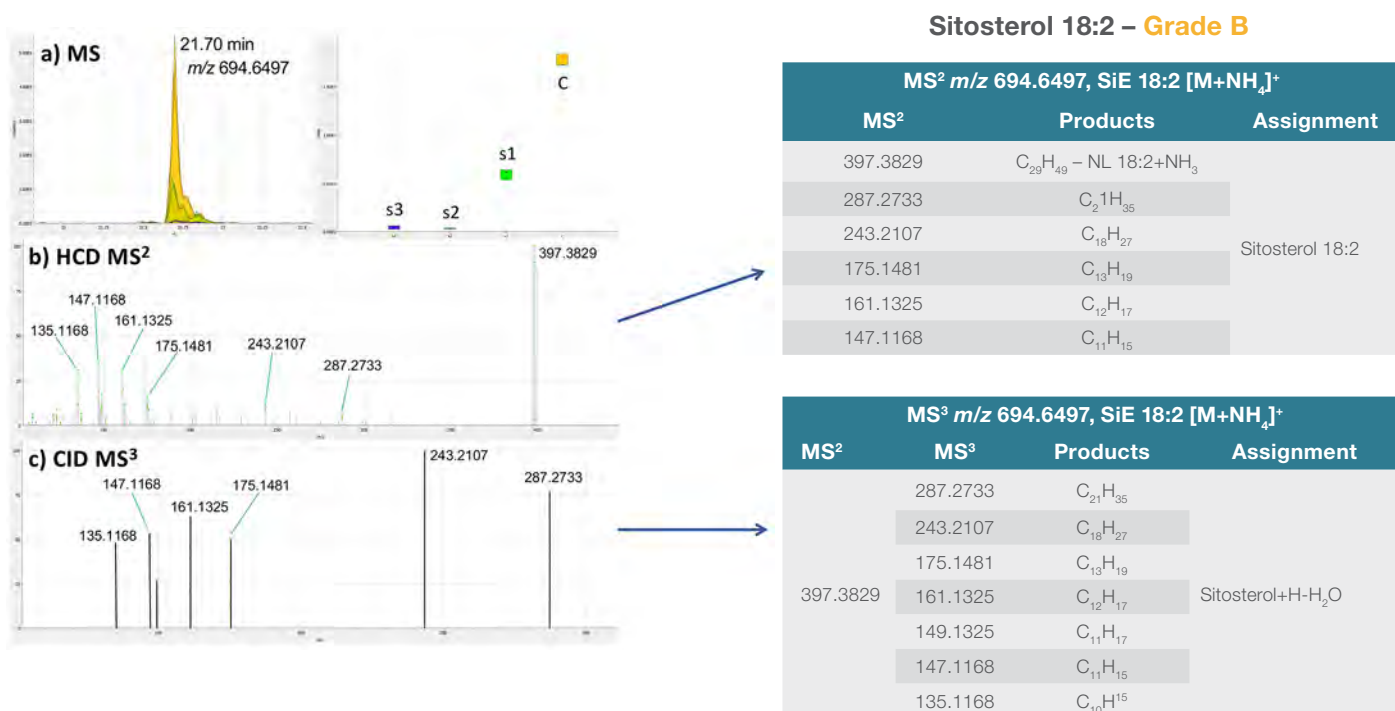 Sitosterol 18:2 – Grade B
a) MS
21.70 min
m/z 694.6497
C
s1
s2
s3
b) HCD MS²
397.3829
147.1168
161.1325
135.1168
175.1481
243.2107
287.2733
c) CID MS³
243.2107
287.2733
147.1168
175.1481
161.1325
135.1168
MS² m/z 694.6497, SiE 18:2 [M+NH₄]⁺
MS² Products Assignment
397.3829 C₂₉H₄₉ – NL 18:2+NH₃
287.2733 C₂1H₃₅
243.2107 C₁₈H₂₇
Sitosterol 18:2
175.1481 C₁₃H₁₉
161.1325 C₁₂H₁₇
147.1168 C₁₁H₁₅
MS³ m/z 694.6497, SiE 18:2 [M+NH₄]⁺
MS² MS³ Products Assignment
287.2733 C₂₁H₃₅
243.2107 C₁₈H₂₇
175.1481 C₁₃H₁₉
397.3829 161.1325 C₁₂H₁₇ Sitosterol+H-H₂O
149.1325 C₁₁H₁₇
147.1168 C₁₁H₁₅
135.1168 C₁₀H¹⁵